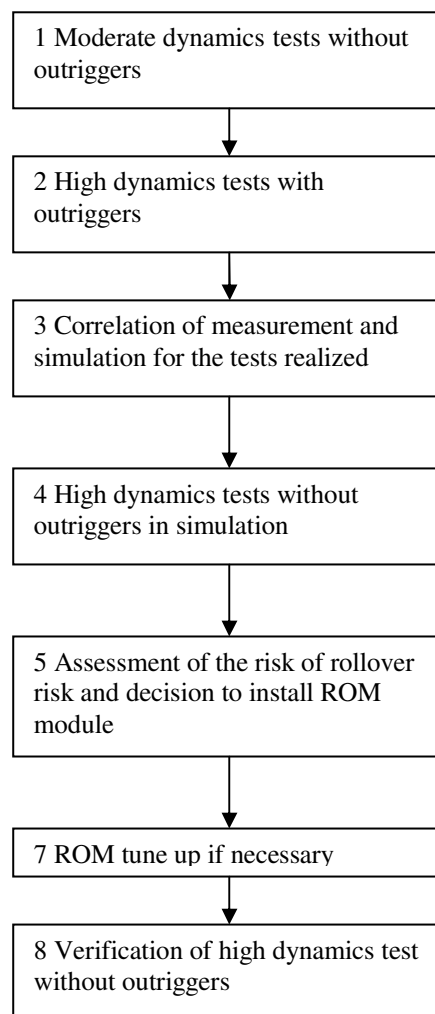 1 Moderate dynamics tests without
outriggers
2 High dynamics tests with
outriggers
3 Correlation of measurement and
simulation for the tests realized
4 High dynamics tests without
outriggers in simulation
5 Assessment of the risk of rollover
risk and decision to install ROM
module
7 ROM tune up if necessary
8 Verification of high dynamics test
without outriggers